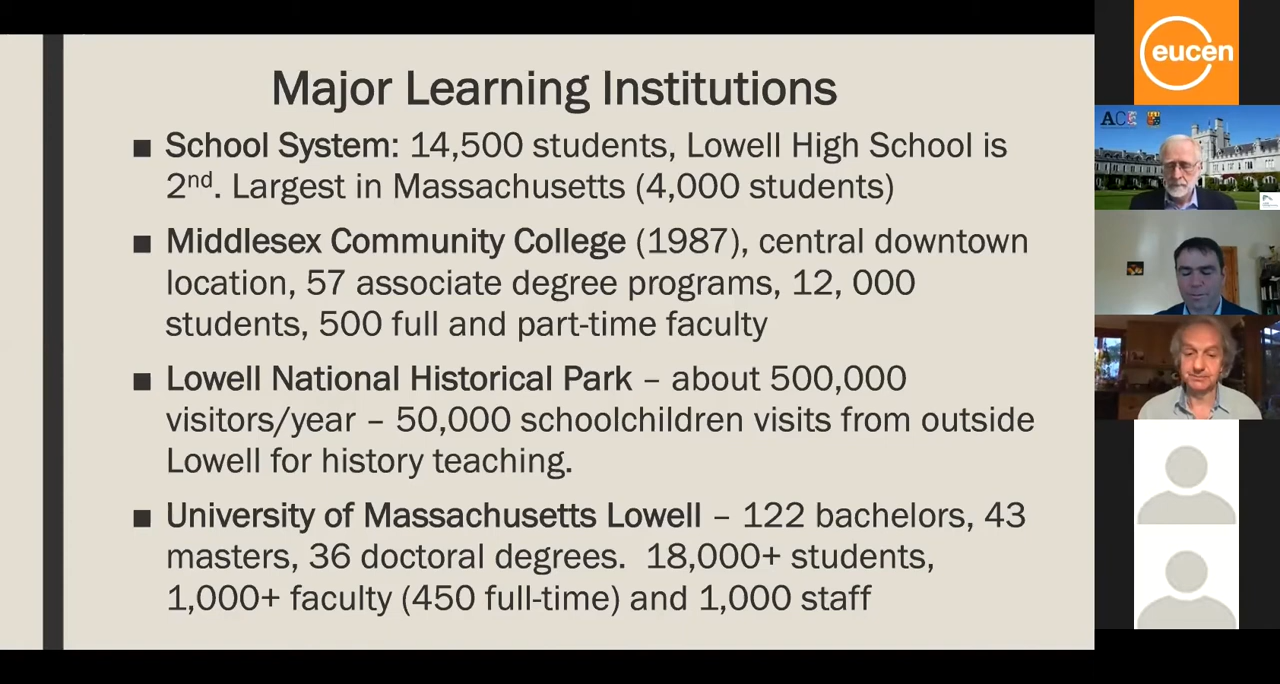 Major Learning Institutions
■ School System: 14,500 students, Lowell High School is
2nd. Largest in Massachusetts (4,000 students)
■ Middlesex Community College (1987), central downtown
location, 57 associate degree programs, 12, 000
students, 500 full and part-time faculty
■ Lowell National Historical Park – about 500,000
visitors/year – 50,000 schoolchildren visits from outside
Lowell for history teaching.
■ University of Massachusetts Lowell – 122 bachelors, 43
masters, 36 doctoral degrees.  18,000+ students,
1,000+ faculty (450 full-time) and 1,000 staff
eucen
ACE